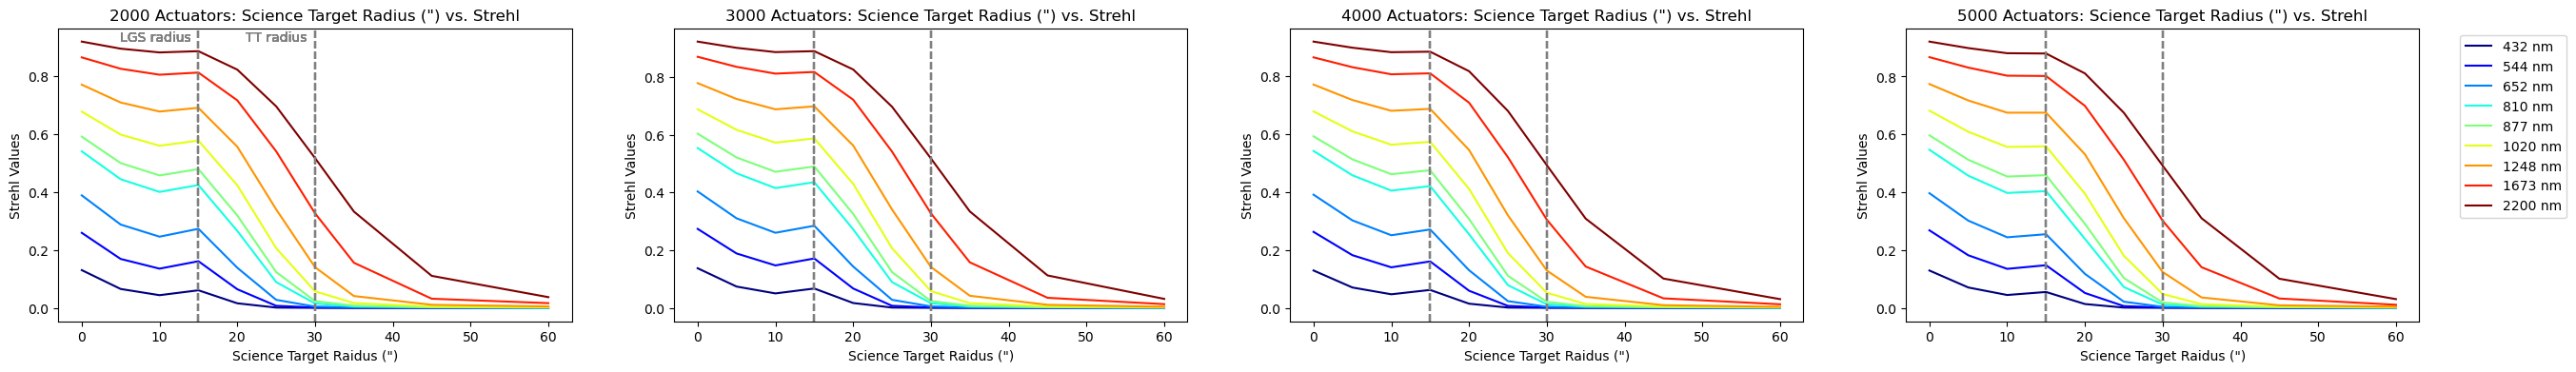 2000 Actuators: Science Target Radius (") vs. Strehl
LGS radius
TT radius
Strehl Values
0.8
0.6
0.4
0.2
0.0
0 10 20 30 40 50 60
Science Target Raidus (")
3000 Actuators: Science Target Radius (") vs. Strehl
Strehl Values
0.8
0.6
0.4
0.2
0.0
0 10 20 30 40 50 60
Science Target Raidus (")
4000 Actuators: Science Target Radius (") vs. Strehl
Strehl Values
0.8
0.6
0.4
0.2
0.0
0 10 20 30 40 50 60
Science Target Raidus (")
5000 Actuators: Science Target Radius (") vs. Strehl
Strehl Values
0.8
0.6
0.4
0.2
0.0
0 10 20 30 40 50 60
Science Target Raidus (")
432 nm
544 nm
652 nm
810 nm
877 nm
1020 nm
1248 nm
1673 nm
2200 nm